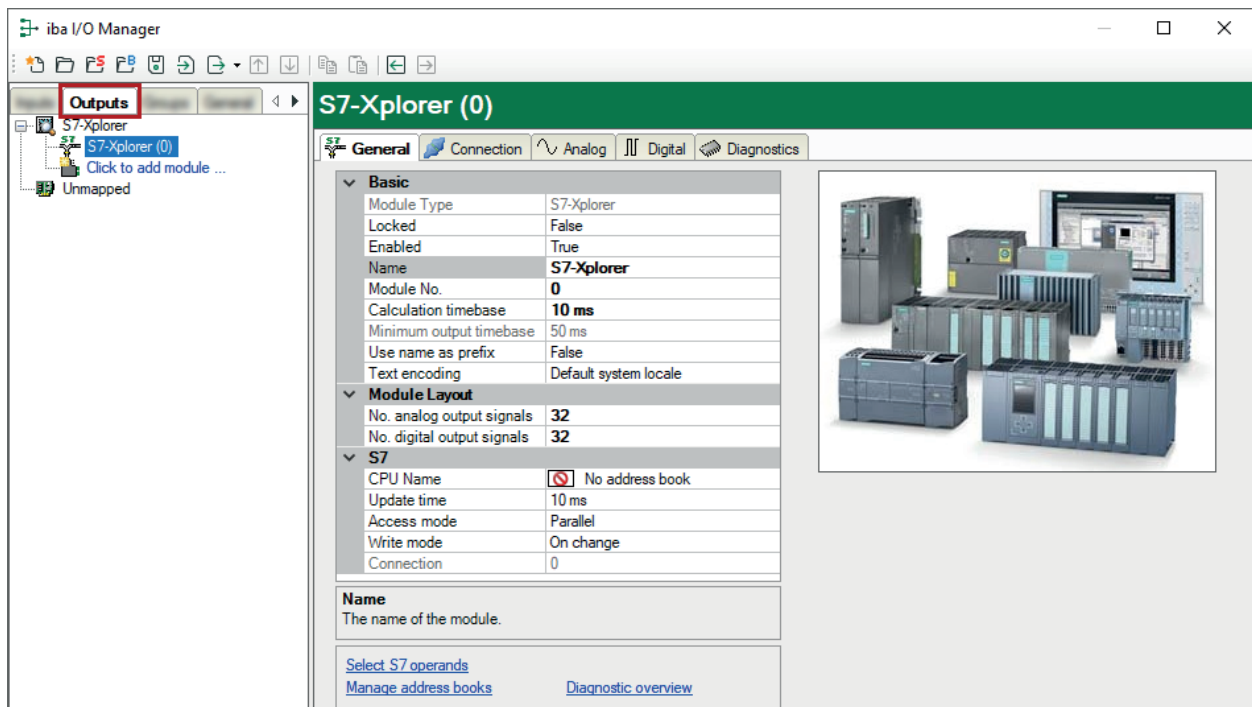 iba I/O Manager
Outputs
S7-Xplorer (0)
S7-Xplorer
S7-Xplorer (0)
Click to add module ...
Unmapped
General Connection Analog Digital Diagnostics
Basic
Module Type S7-Xplorer
Locked False
Enabled True
Name S7-Xplorer
Module No. 0
Calculation timebase 10 ms
Minimum output timebase 50 ms
Use name as prefix False
Text encoding Default system locale
Module Layout
No. analog output signals 32
No. digital output signals 32
S7
CPU Name No address book
Update time 10 ms
Access mode Parallel
Write mode On change
Connection 0
Name
The name of the module.
Select S7 operands
Manage address books Diagnostic overview